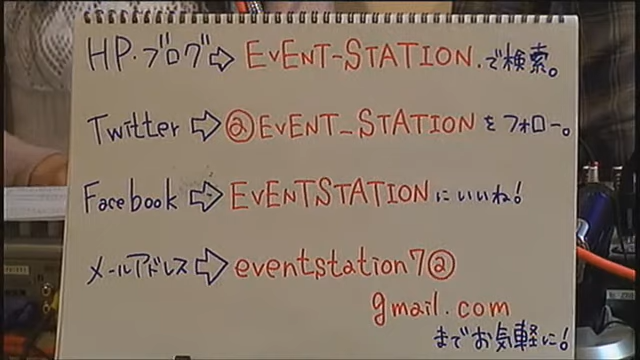 HP・ブログ⇨EVENT-STATION.で検索。
Twitter⇨@EVENT_STATIONをフォロー。
Facebook⇨EVENTSTATIONにいいね!
メールアドレス⇨eventstation7@
gmail.com
までお気軽に!